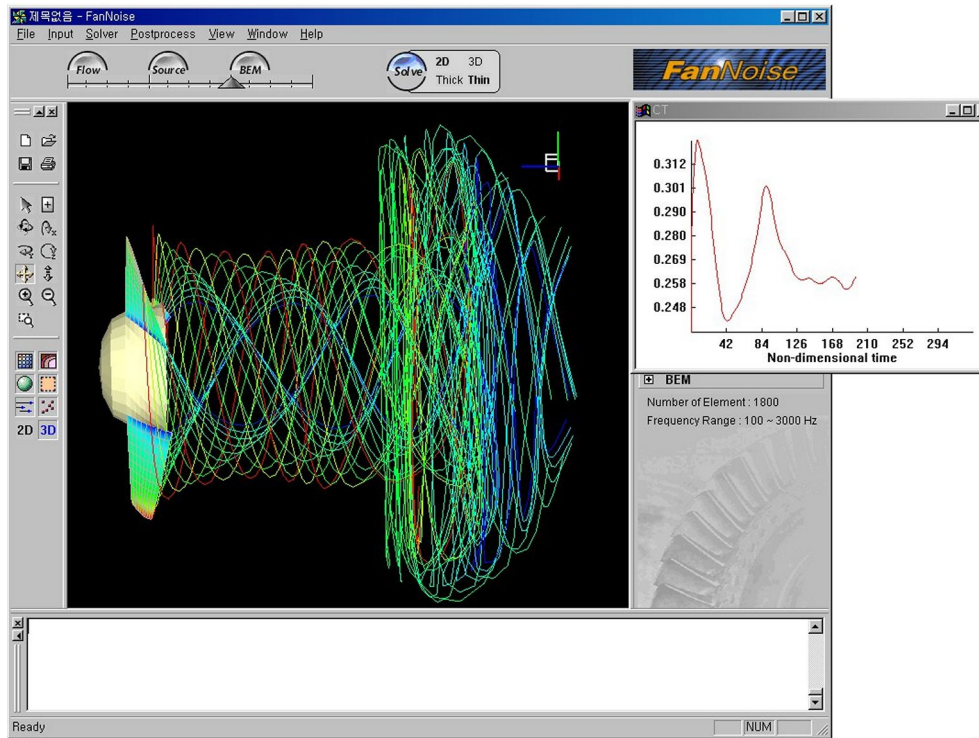 제목없음 - FanNoise
File Input Solver Postprocess View Window Help
Flow Source BEM
Solve 2D 3D
Thick Thin
FanNoise
CT
0.312
0.301
0.290
0.280
0.269
0.258
0.248
42 84 126 168 210 252 294
Non-dimensional time
BEM
Number of Element : 1800
Frequency Range : 100 ~ 3000 Hz
2D 3D
Ready
NUM